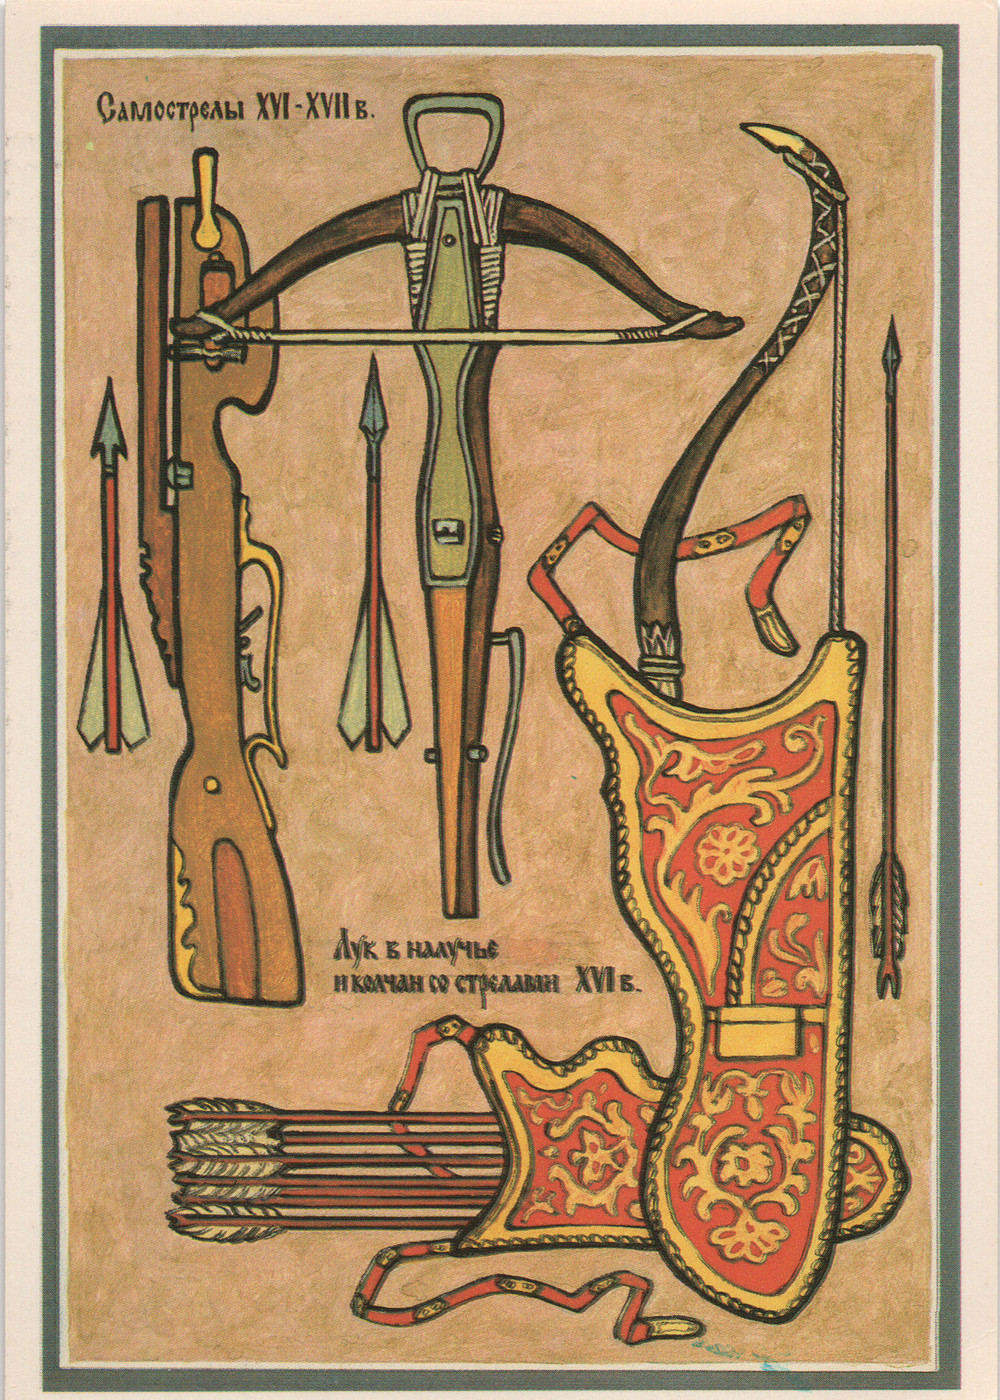 Самострелы XVI-XVII в.
Лук в налучье
и колчан со стрелами XVI в.